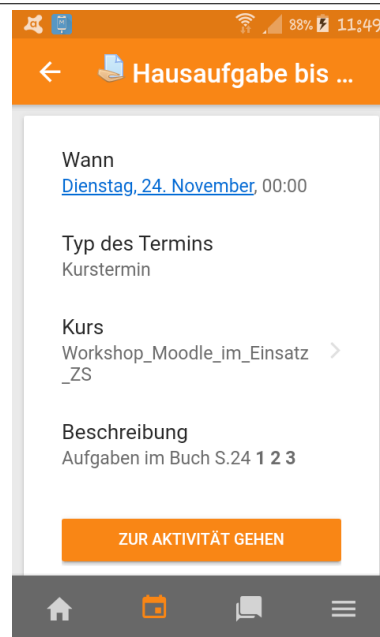 88% 11:49
Hausaufgabe bis ...
Wann
Dienstag, 24. November, 00:00
Typ des Termins
Kurstermin
Kurs
Workshop_Moodle_im_Einsatz
_ZS
Beschreibung
Aufgaben im Buch S.24 1 2 3
ZUR AKTIVITÄT GEHEN